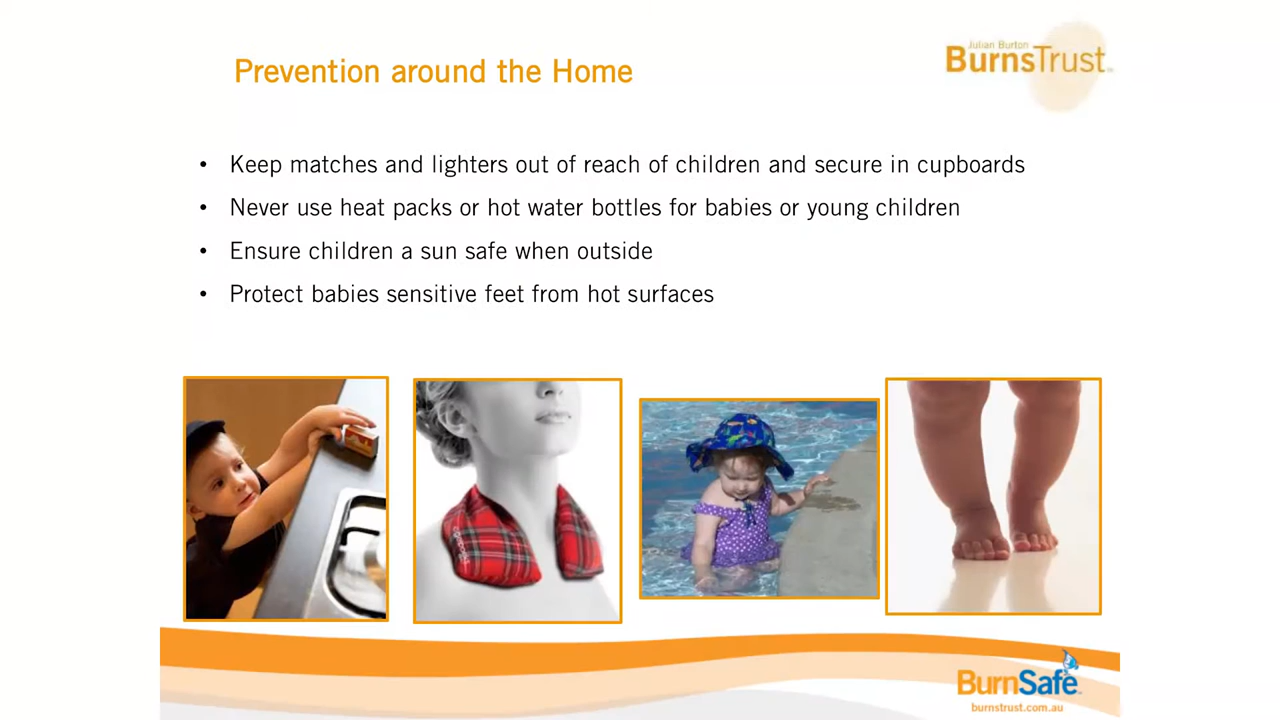 Julian Burton
BurnsTrust
Prevention around the Home
• Keep matches and lighters out of reach of children and secure in cupboards
• Never use heat packs or hot water bottles for babies or young children
• Ensure children a sun safe when outside
• Protect babies sensitive feet from hot surfaces
BurnSafe
burnstrust.com.au